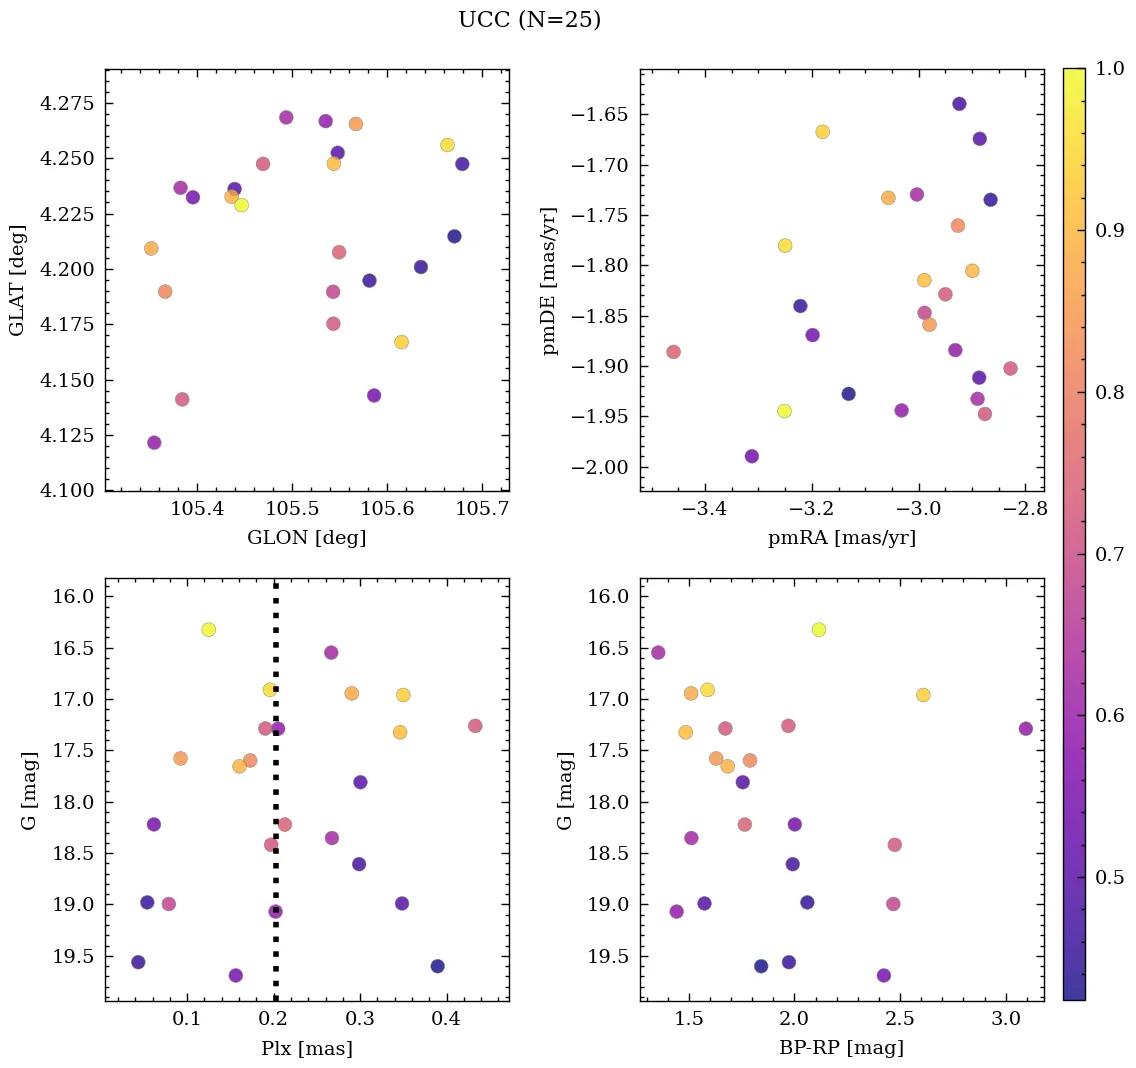 UCC (N=25)
4.275
4.250
4.225
4.200
4.175
4.150
4.125
4.100
GLAT [deg]
105.4 105.5 105.6 105.7
GLON [deg]
−1.65
−1.70
−1.75
−1.80
−1.85
−1.90
−1.95
−2.00
pmDE [mas/yr]
−3.4 −3.2 −3.0 −2.8
pmRA [mas/yr]
16.0
16.5
17.0
17.5
18.0
18.5
19.0
19.5
G [mag]
0.1 0.2 0.3 0.4
Plx [mas]
16.0
16.5
17.0
17.5
18.0
18.5
19.0
19.5
G [mag]
1.5 2.0 2.5 3.0
BP-RP [mag]
1.0
0.9
0.8
0.7
0.6
0.5